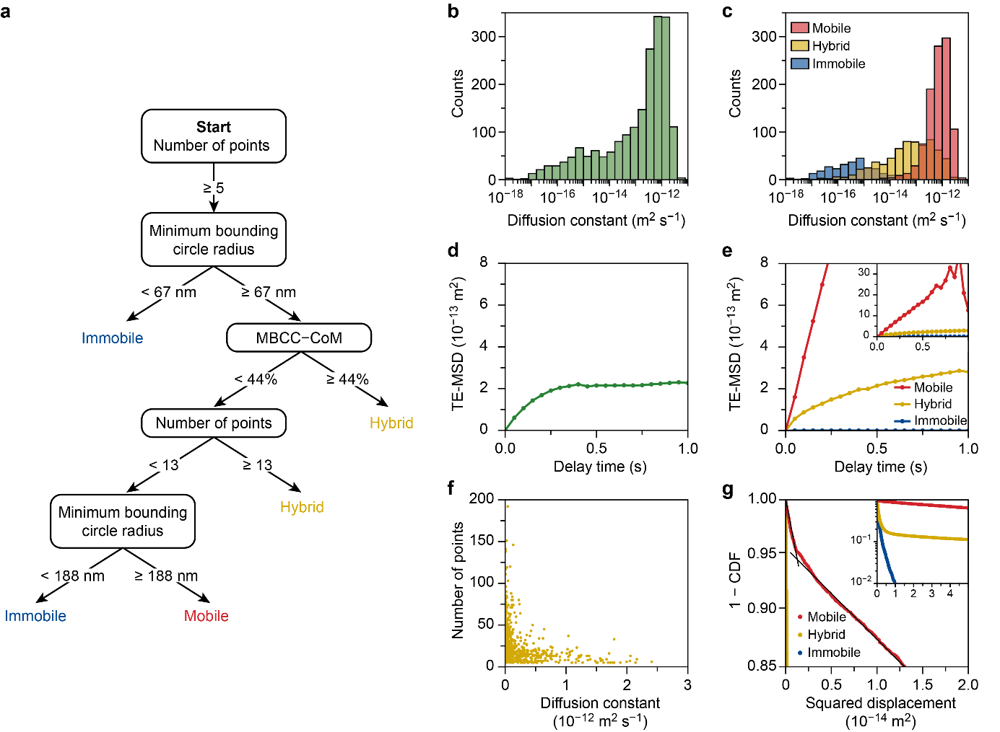 a
Start
Number of points
≥ 5
Minimum bounding
circle radius
< 67 nm
≥ 67 nm
Immobile
MBCC−CoM
< 44%
≥ 44%
Number of points
Hybrid
< 13
≥ 13
Minimum bounding
circle radius
Hybrid
< 188 nm
≥ 188 nm
Immobile
Mobile
b
Counts
300
200
100
0
10−18
10−16
10−14
10−12
Diffusion constant (m2 s−1)
c
Counts
300
200
100
0
Mobile
Hybrid
Immobile
10−18
10−16
10−14
10−12
Diffusion constant (m2 s−1)
d
TE-MSD (10−13 m2)
8
6
4
2
0
0.0
0.5
1.0
Delay time (s)
e
TE-MSD (10−13 m2)
8
6
4
2
0
30
20
10
0
0.0
0.5
Mobile
Hybrid
Immobile
0.0
0.5
1.0
Delay time (s)
f
Number of points
200
150
100
50
0
0
1
2
3
Diffusion constant
(10−12 m2 s−1)
g
1 − CDF
1.00
0.95
0.90
0.85
10−1
10−2
0
1
2
3
4
Mobile
Hybrid
Immobile
0
0.5
1.0
1.5
2.0
Squared displacement
(10−14 m2)